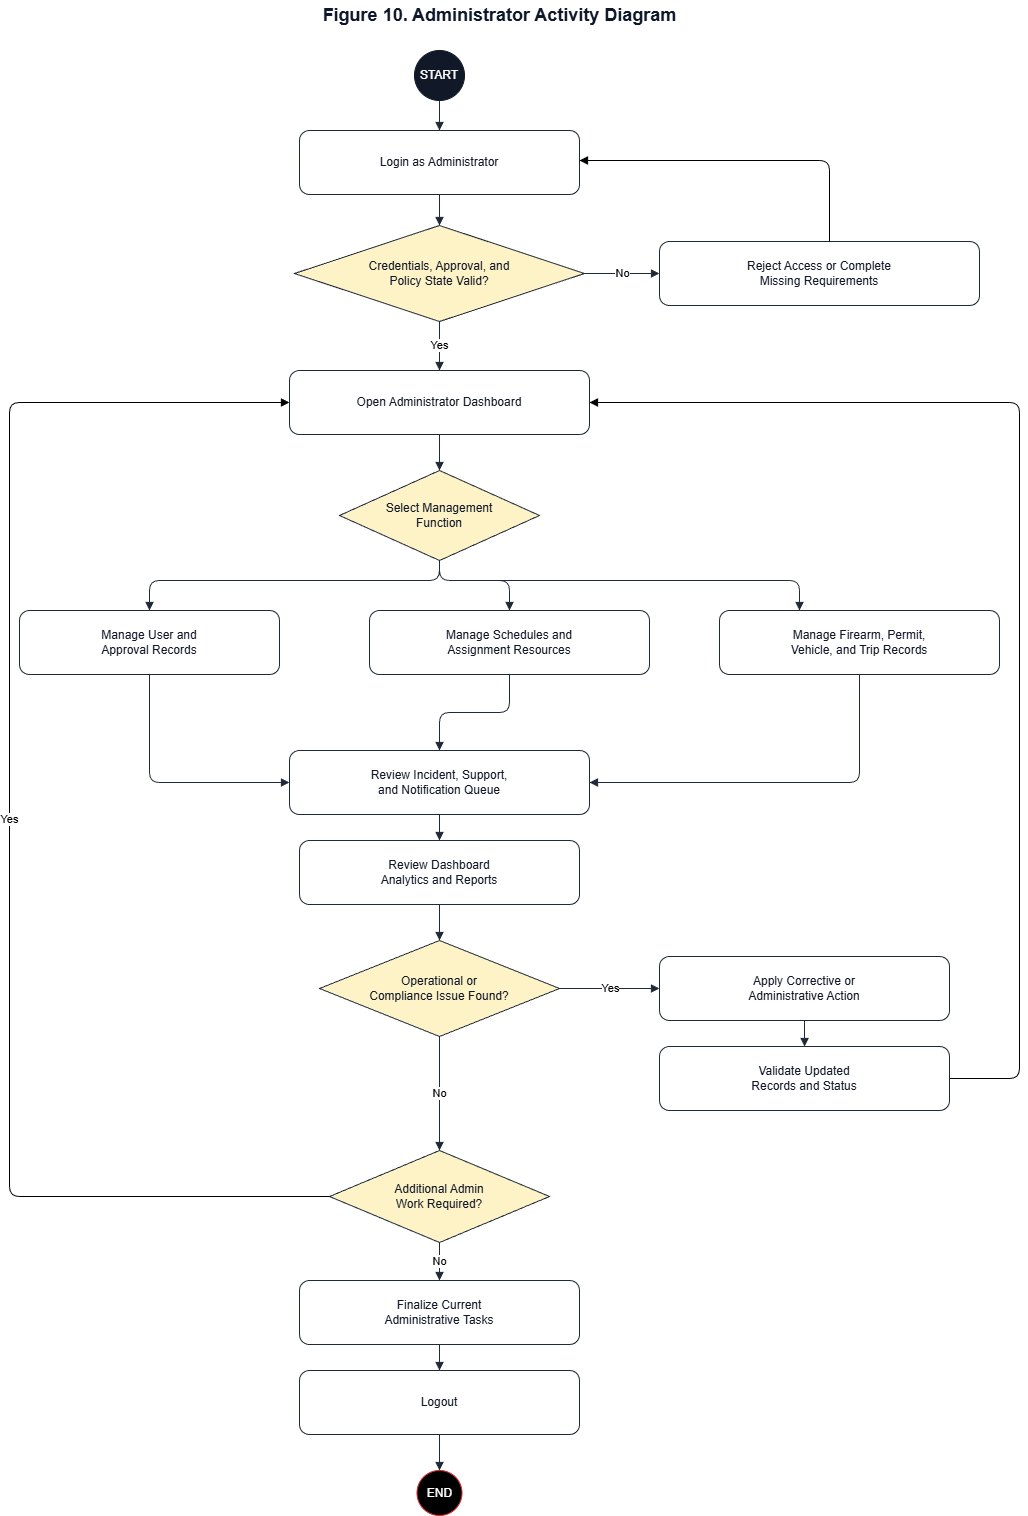 Figure 10. Administrator Activity Diagram
START
Login as Administrator
Credentials, Approval, and
Policy State Valid?
No
Reject Access or Complete
Missing Requirements
Yes
Open Administrator Dashboard
Select Management
Function
Manage User and
Approval Records
Manage Schedules and
Assignment Resources
Manage Firearm, Permit,
Vehicle, and Trip Records
Review Incident, Support,
and Notification Queue
Yes
Review Dashboard
Analytics and Reports
Operational or
Compliance Issue Found?
Yes
Apply Corrective or
Administrative Action
Validate Updated
Records and Status
No
Additional Admin
Work Required?
No
Finalize Current
Administrative Tasks
Logout
END